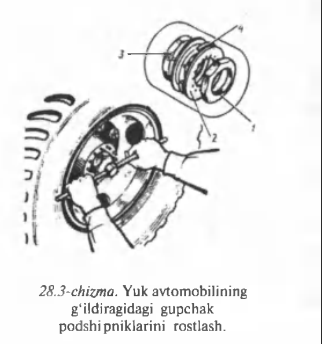 4
3
2
1
28.3-chizma. Yuk avtomobilining
g‘ildiragidagi gupchak
podshipniklarini rostlash.